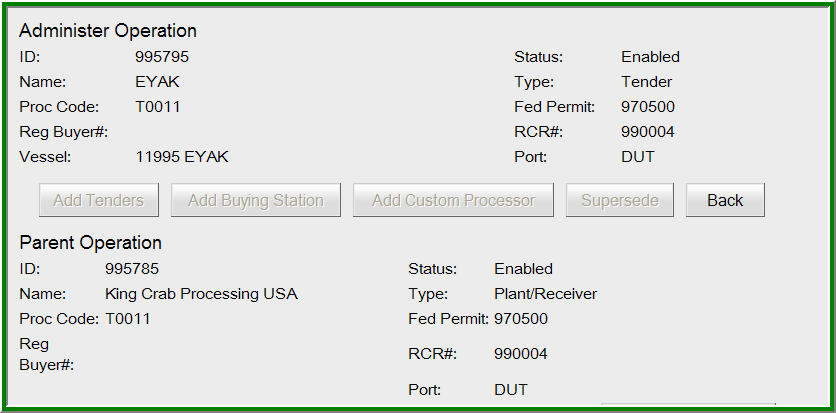 Administer Operation
ID: 995795 Status: Enabled
Name: EYAK Type: Tender
Proc Code: T0011 Fed Permit: 970500
Reg Buyer#: RCR#: 990004
Vessel: 11995 EYAK Port: DUT
Add Tenders Add Buying Station Add Custom Processor Supersede Back
Parent Operation
ID: 995785 Status: Enabled
Name: King Crab Processing USA Type: Plant/Receiver
Proc Code: T0011 Fed Permit: 970500
Reg
Buyer#: RCR#: 990004
Port: DUT